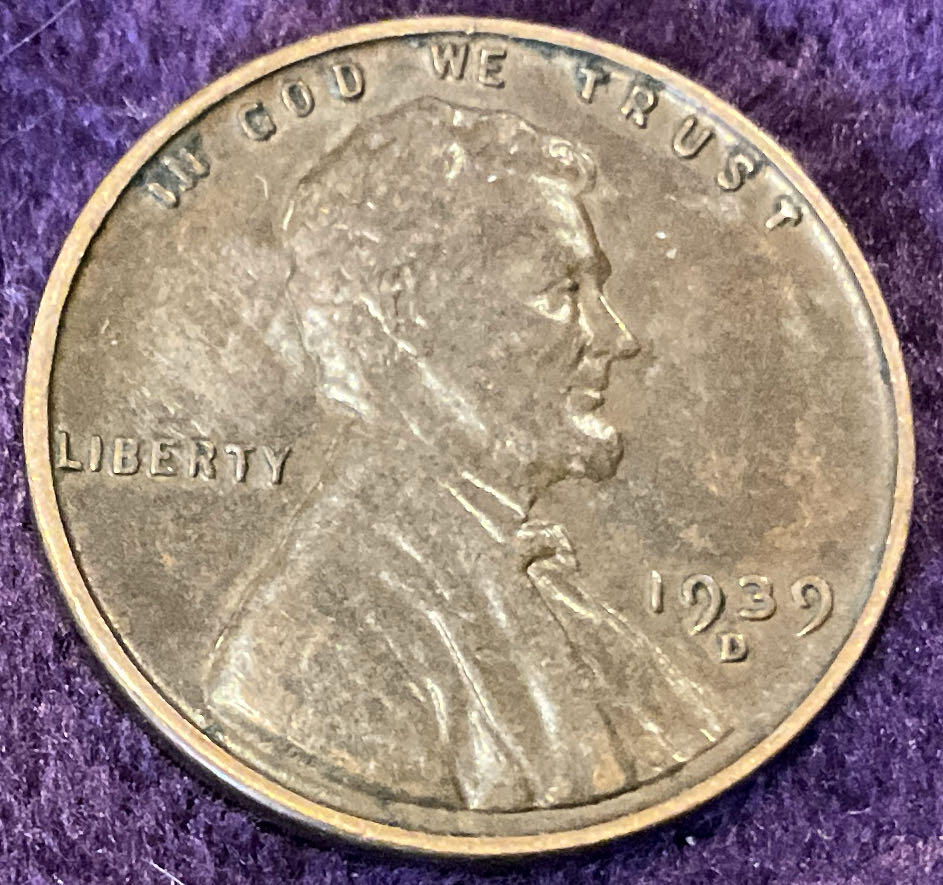 IN GOD WE TRUST
LIBERTY
1939
D